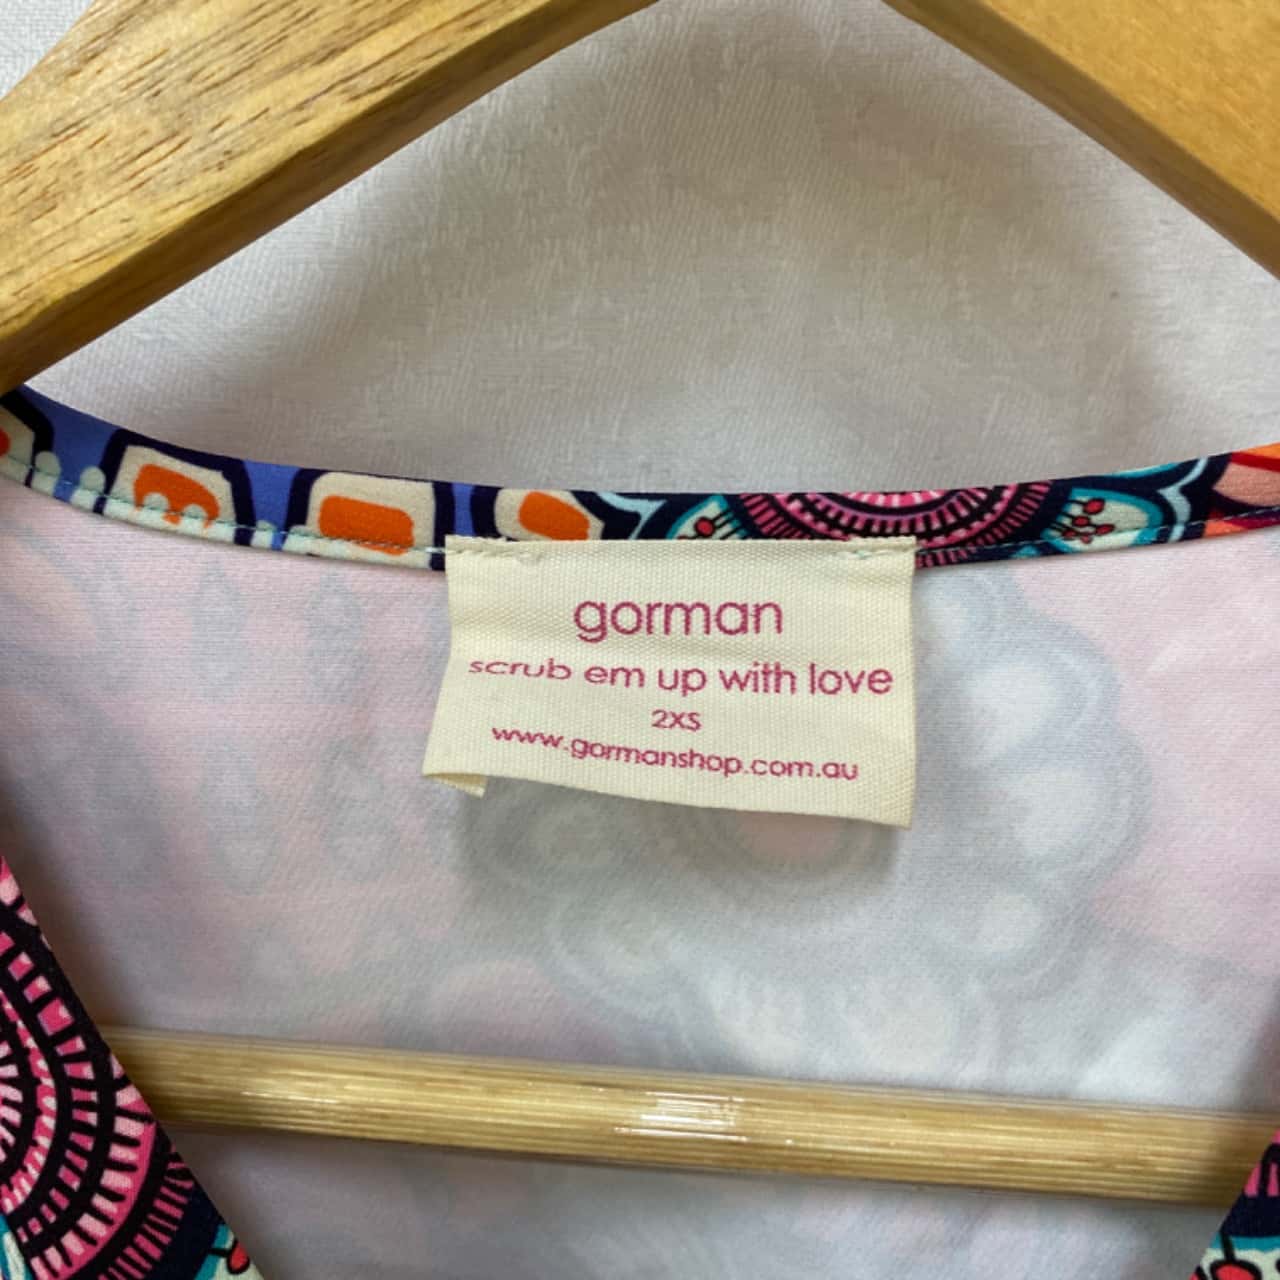 gorman
scrub em up with love
2XS
www.gormanshop.com.au